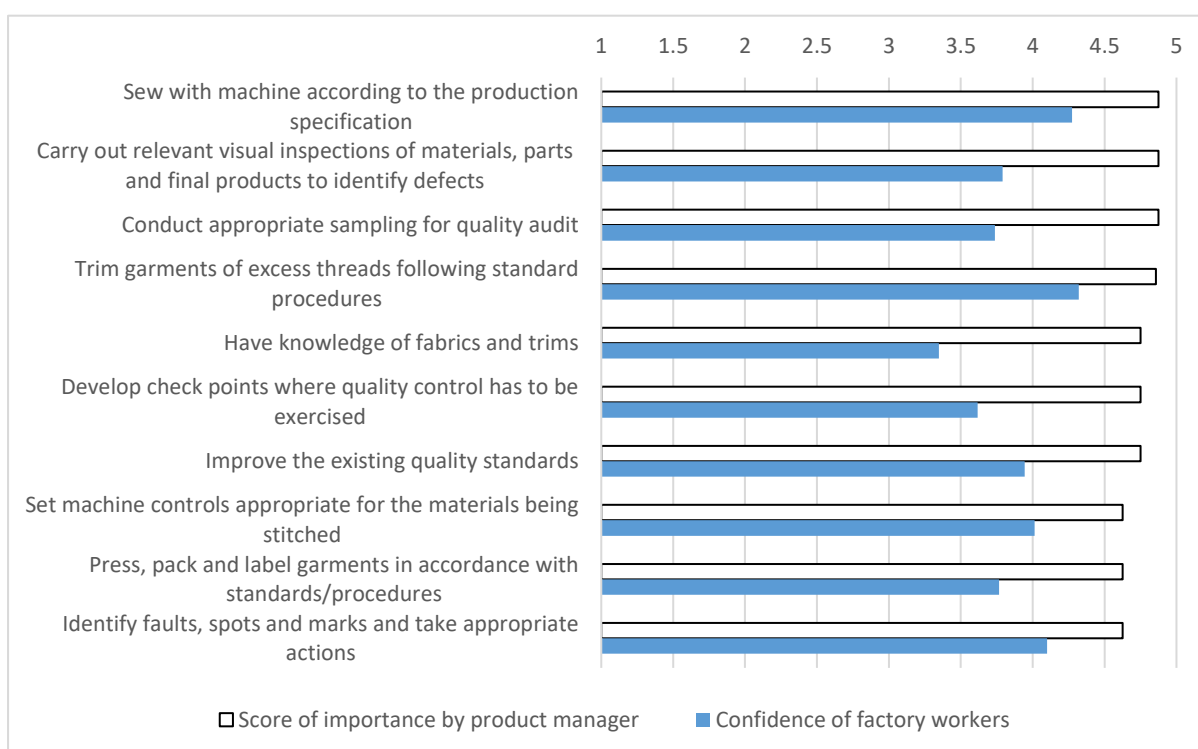 1 1.5 2 2.5 3 3.5 4 4.5 5
Sew with machine according to the production
specification
Carry out relevant visual inspections of materials, parts
and final products to identify defects
Conduct appropriate sampling for quality audit
Trim garments of excess threads following standard
procedures
Have knowledge of fabrics and trims
Develop check points where quality control has to be
exercised
Improve the existing quality standards
Set machine controls appropriate for the materials being
stitched
Press, pack and label garments in accordance with
standards/procedures
Identify faults, spots and marks and take appropriate
actions
Score of importance by product manager Confidence of factory workers